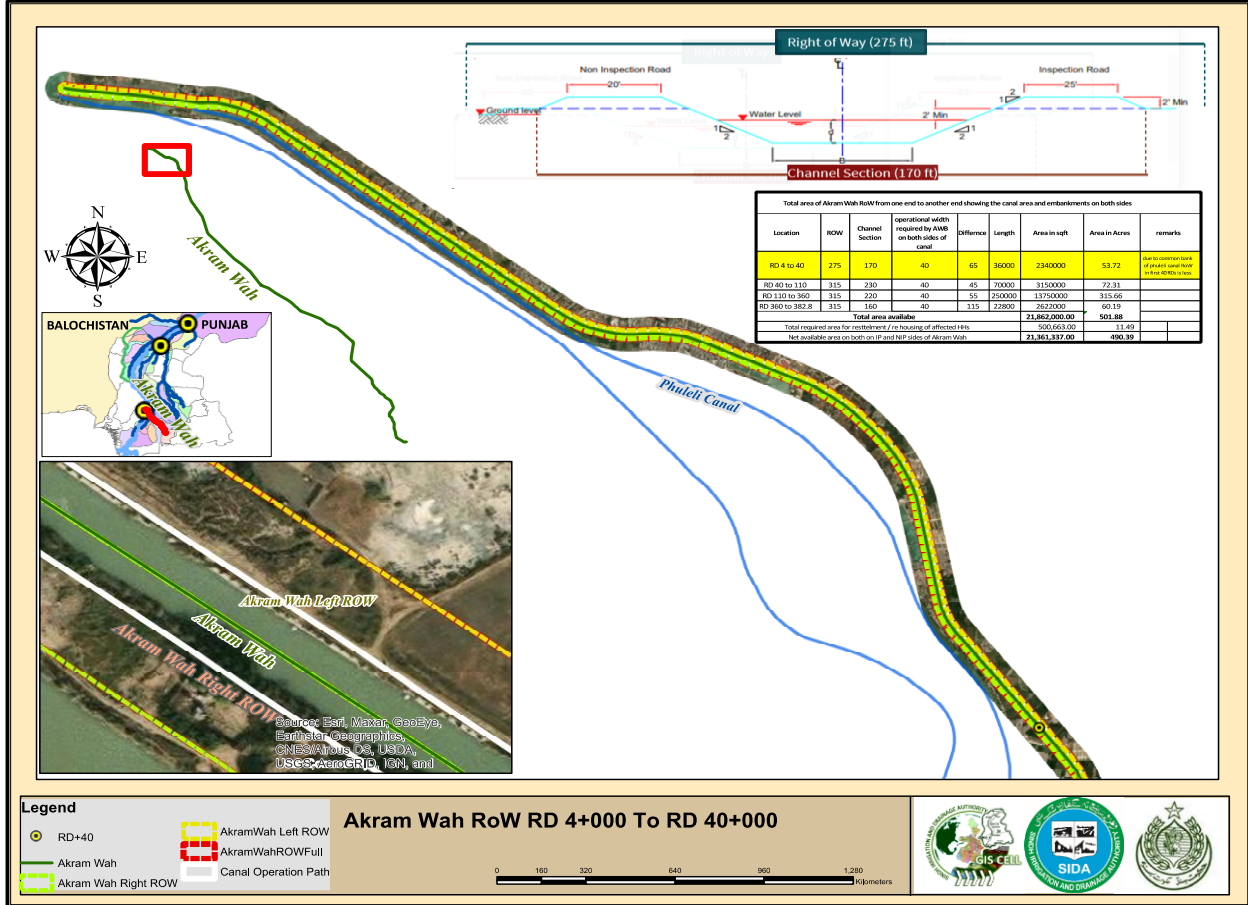 Right of Way (275 ft)
Non Inspection Road
Inspection Road
20'
25'
Ground level
Water Level
2' Min
2' Min
1
2
1
2
1
2
B
Channel Section (170 ft)
N
W
E
S
Akram Wah
BALOCHISTAN
PUNJAB
Akram Wah
Phuleli Canal
Total area of Akram Wah RoW from one end to another end showing the canal area and embankments on both sides
Location ROW Channel Section operational width required by AWB on both sides of canal Differnce Length Area in sqft Area in Acres remarks
RD 4 to 40 275 170 40 65 36000 2340000 53.72 due to common bank of phuleli canal RoW in first 40 RDs is less
RD 40 to 110 315 230 40 45 70000 3150000 72.31
RD 110 to 360 315 220 40 55 250000 13750000 315.66
RD 360 to 382.8 315 160 40 115 22800 2622000 60.19
Total area availabe 21,862,000.00 501.88
Total required area for resttelment / re housing of affected HHs 500,663.00 11.49
Net available area on both on IP and NIP sides of Akram Wah 21,361,337.00 490.39
Akram Wah Left ROW
Akram Wah
Akram Wah Right ROW
Source: Esri, Maxar, GeoEye,
Earthstar Geographics,
CNES/Airbus DS, USDA,
USGS, AeroGRID, IGN, and
Legend
RD+40
Akram Wah
Akram Wah Right ROW
AkramWah Left ROW
AkramWahROWFull
Canal Operation Path
Akram Wah RoW RD 4+000 To RD 40+000
0 160 320 640 960 1,280
Kilometers
GIS CELL
SIDA
SINDH IRRIGATION AND DRAINAGE AUTHORITY